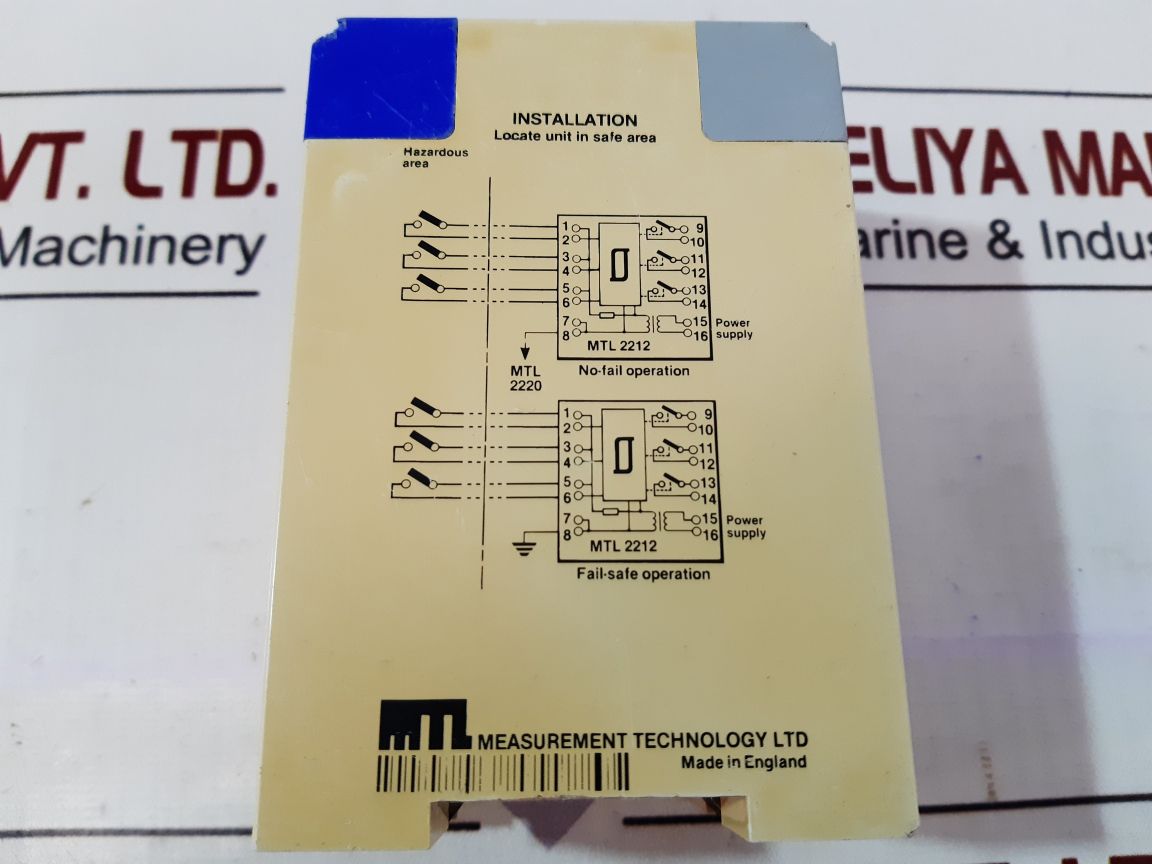 VT. LTD.
Machinery
ELIYA MA
arine & Indus
INSTALLATION
Locate unit in safe area
Hazardous
area
1
2
3
4
5
6
7
8
9
10
11
12
13
14
15
16
Power
supply
MTL 2212
MTL
2220
No-fail operation
1
2
3
4
5
6
7
8
9
10
11
12
13
14
15
16
Power
supply
MTL 2212
Fail-safe operation
MTL MEASUREMENT TECHNOLOGY LTD
Made in England